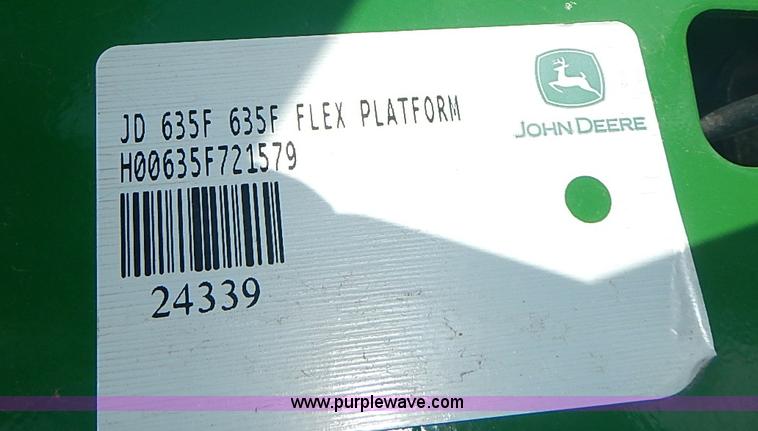 JD 635F 635F FLEX PLATFORM
H00635F721579
24339
JOHN DEERE
www.purplewave.com